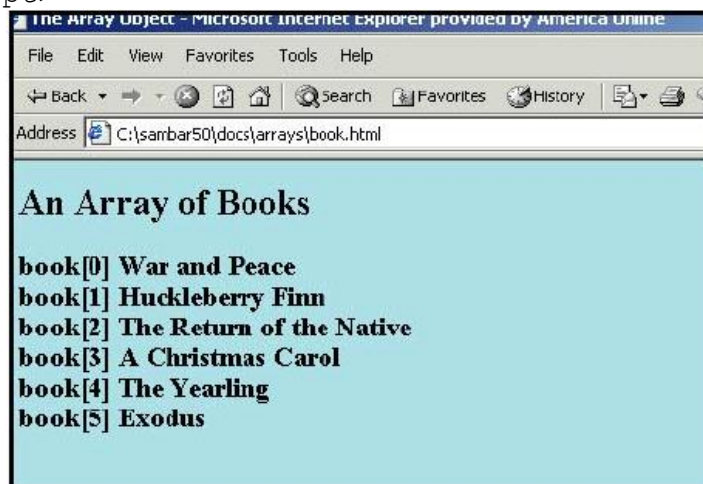 The Array Object - Microsoft Internet Explorer provided by America Online
File Edit View Favorites Tools Help
Back Search Favorites History
Address C:\sambar50\docs\arrays\book.html
An Array of Books
book[0] War and Peace
book[1] Huckleberry Finn
book[2] The Return of the Native
book[3] A Christmas Carol
book[4] The Yearling
book[5] Exodus